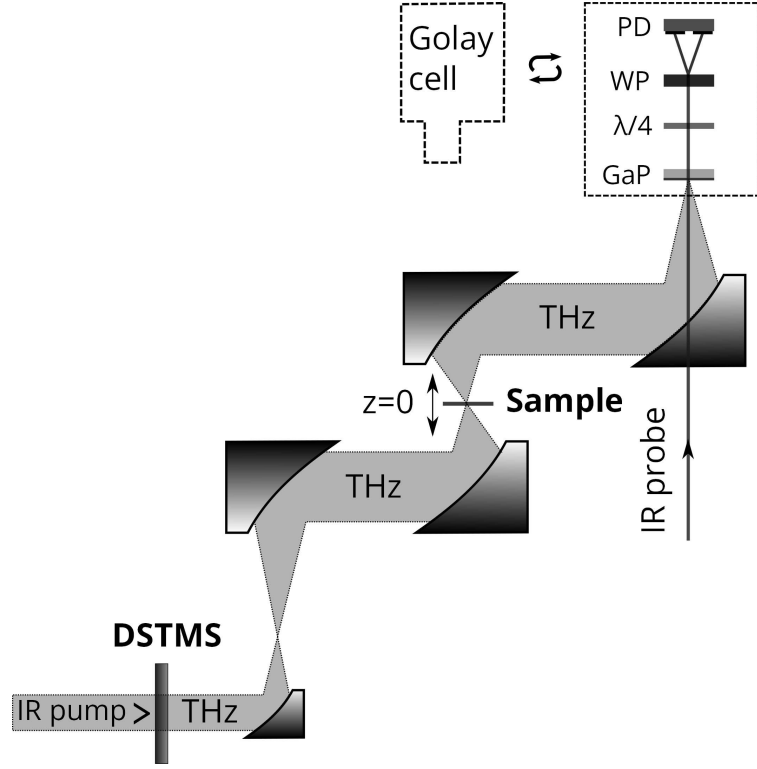 Golay
cell
PD
WP
λ/4
GaP
THz
z=0
Sample
THz
IR probe
DSTMS
IR pump
THz